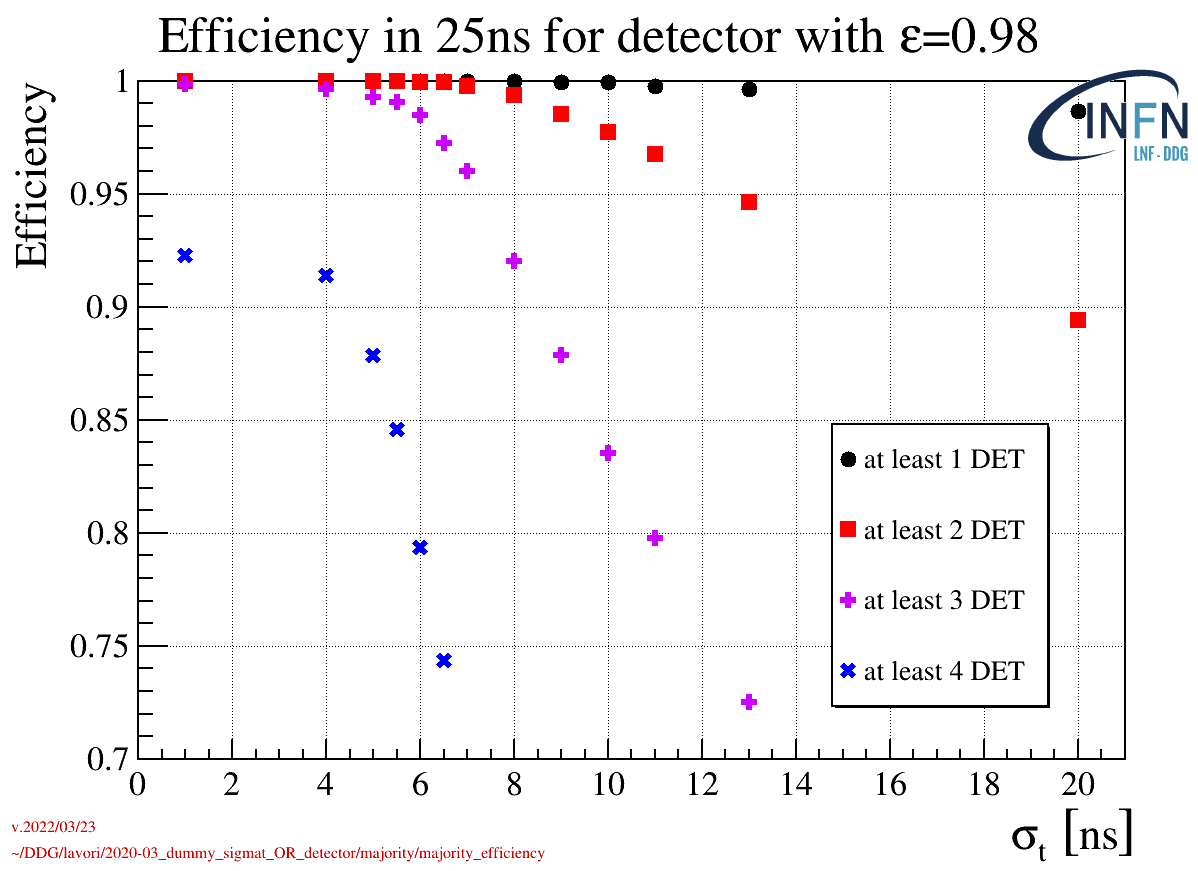 Efficiency in 25ns for detector with ε=0.98
Efficiency
1
0.95
0.9
0.85
0.8
0.75
0.7
0 2 4 6 8 10 12 14 16 18 20
σt [ns]
INFN
LNF - DDG
at least 1 DET
at least 2 DET
at least 3 DET
at least 4 DET
v.2022/03/23
~/DDG/lavori/2020-03_dummy_sigmat_OR_detector/majority/majority_efficiency